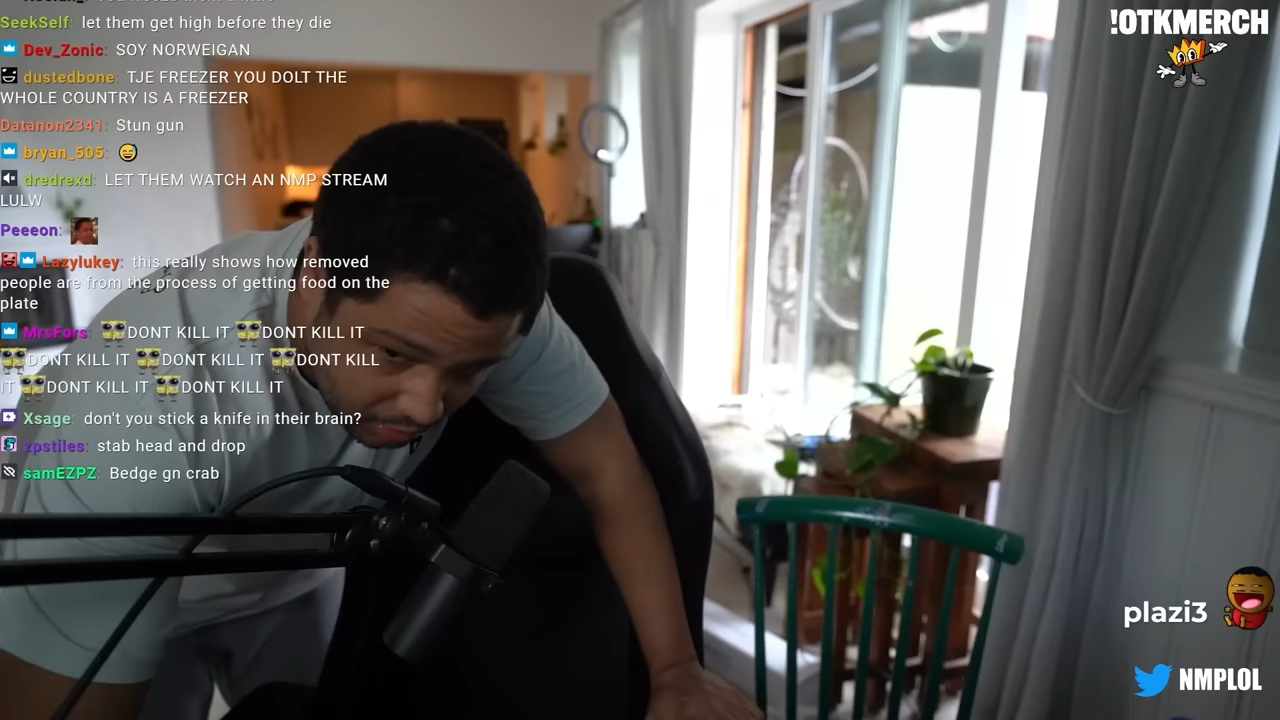 SeekSelf: let them get high before they die
Dev_Zonic: SOY NORWEIGAN
dustedbone: TJE FREEZER YOU DOLT THE
WHOLE COUNTRY IS A FREEZER
Datanon2341: Stun gun
bryan_505:
dredrexd: LET THEM WATCH AN NMP STREAM
LULW
Peeeon:
Lazylukey: this really shows how removed
people are from the process of getting food on the
plate
MrsFors: DONT KILL IT DONT KILL IT
DONT KILL IT DONT KILL IT DONT KILL
IT DONT KILL IT DONT KILL IT
Xsage: don't you stick a knife in their brain?
zpstiles: stab head and drop
samEZPZ: Bedge gn crab
!OTKMERCH
plazi3
NMPLOL